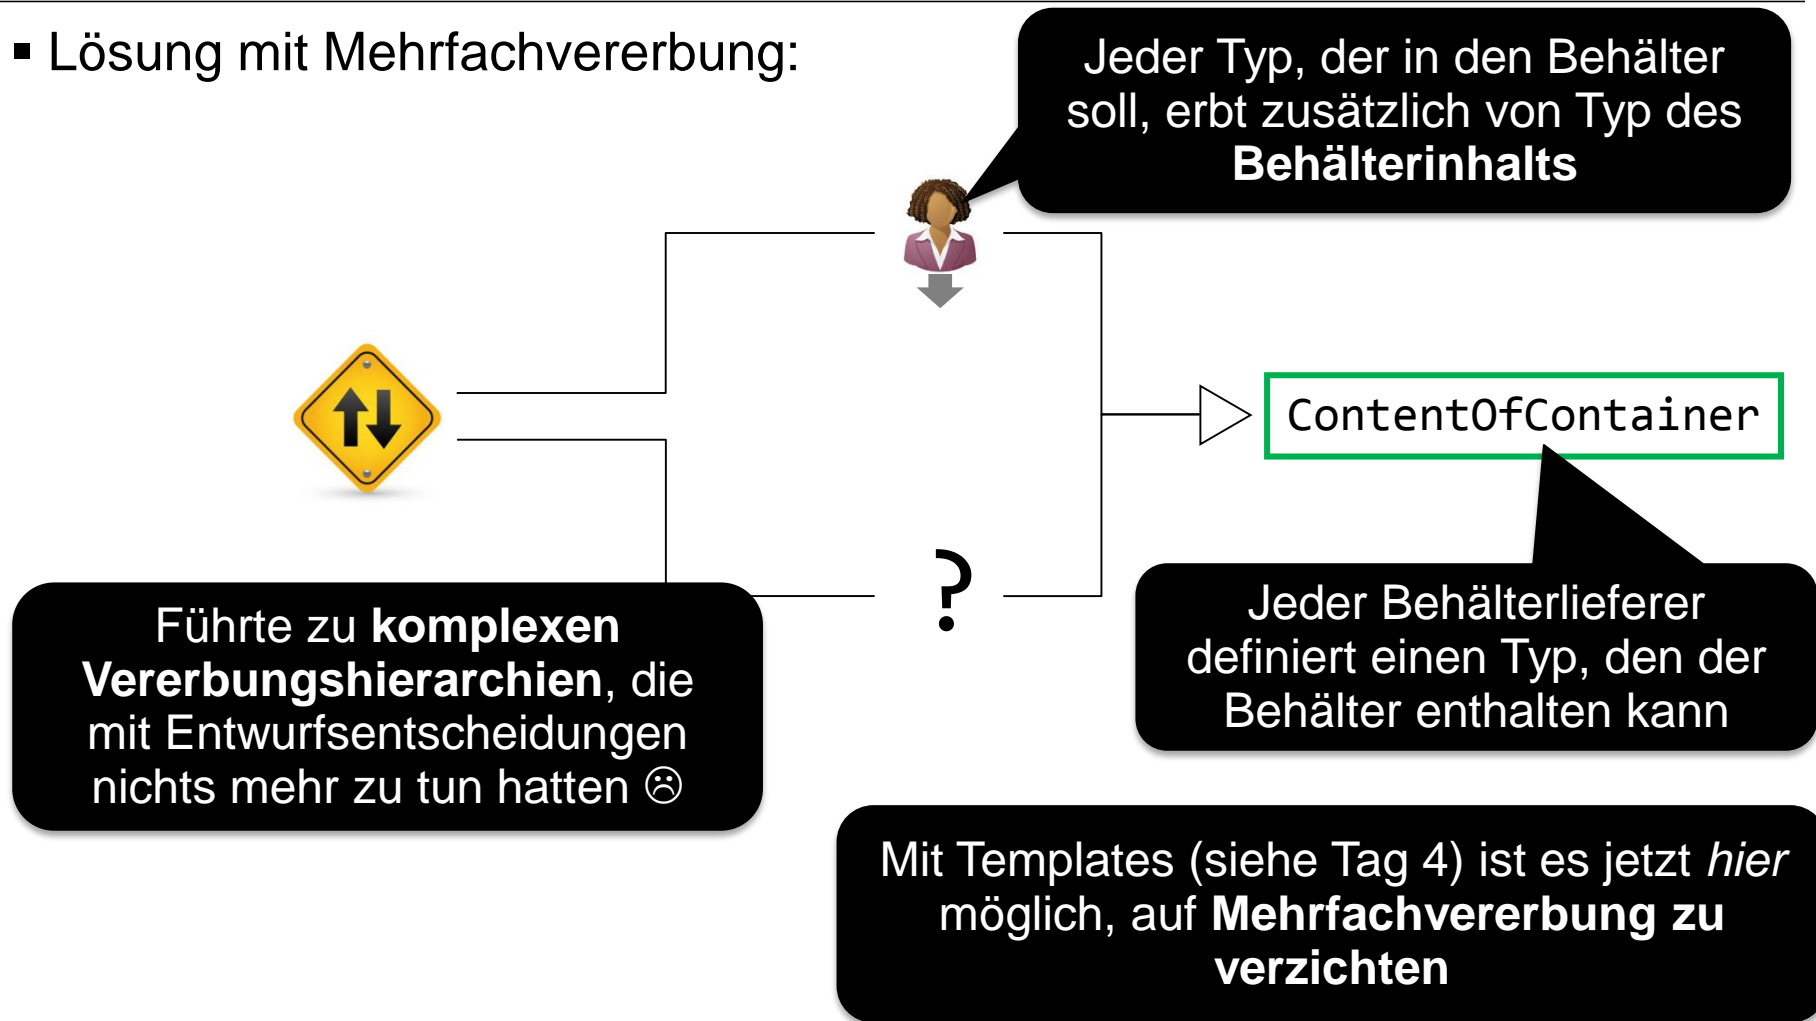 ▪ Lösung mit Mehrfachvererbung:
Jeder Typ, der in den Behälter
soll, erbt zusätzlich von Typ des
Behälterinhalts
ContentOfContainer
?
Führte zu komplexen
Vererbungshierarchien, die
mit Entwurfsentscheidungen
nichts mehr zu tun hatten ☹
Jeder Behälterlieferer
definiert einen Typ, den der
Behälter enthalten kann
Mit Templates (siehe Tag 4) ist es jetzt hier
möglich, auf Mehrfachvererbung zu
verzichten